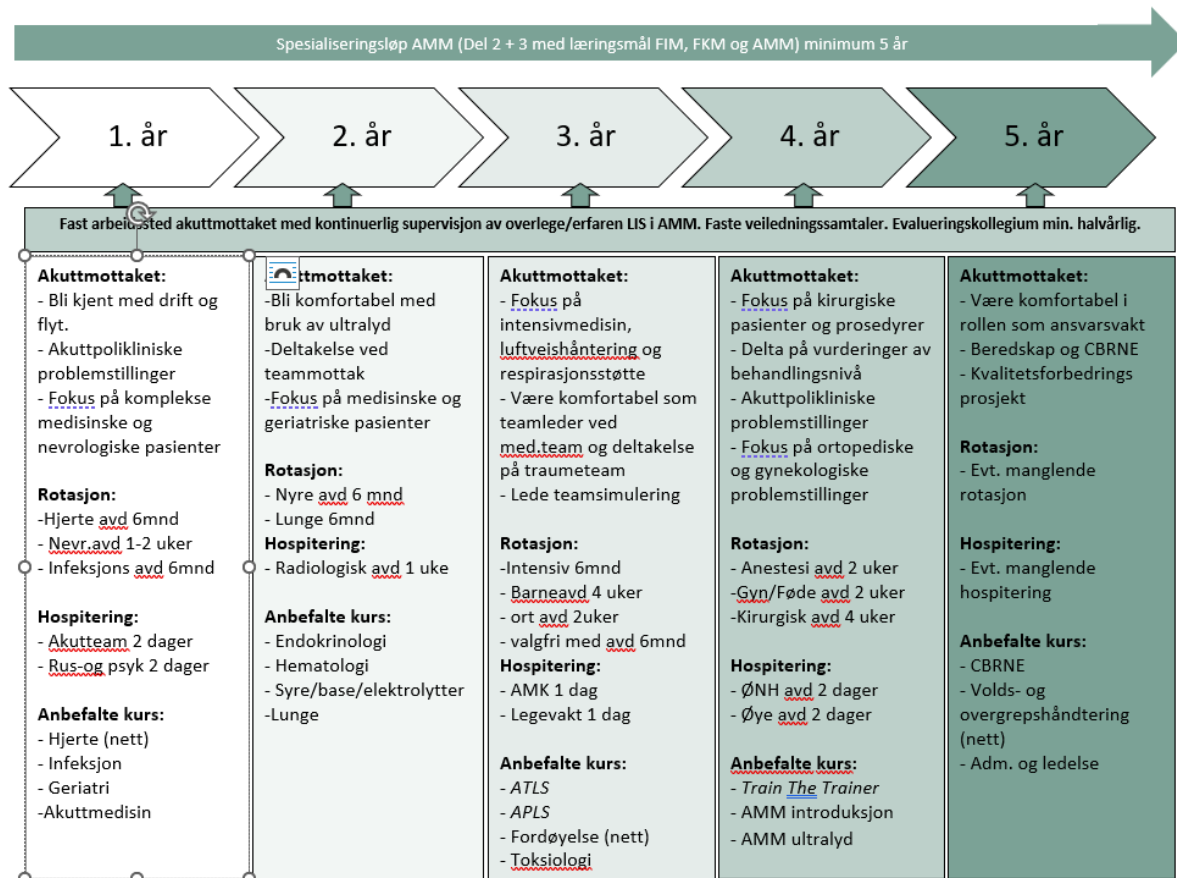 Spesialiseringsløp AMM (Del 2 + 3 med læringsmål FIM, FKM og AMM) minimum 5 år
1. år
2. år
3. år
4. år
5. år
Fast arbeidssted akuttmottaket med kontinuerlig supervisjon av overlege/erfaren LIS i AMM. Faste veiledningssamtaler. Evalueringskollegium min. halvårlig.
Akuttmottaket:
- Bli kjent med drift og
flyt.
- Akuttpolikliniske
problemstillinger
- Fokus på komplekse
medisinske og
nevrologiske pasienter
Rotasjon:
-Hjerte avd 6mnd
- Nevr.avd 1-2 uker
- Infeksjons avd 6mnd
Hospitering:
- Akutteam 2 dager
- Rus-og psyk 2 dager
Anbefalte kurs:
- Hjerte (nett)
- Infeksjon
- Geriatri
-Akuttmedisin
ttmottaket:
-Bli komfortabel med
bruk av ultralyd
-Deltakelse ved
teammottak
-Fokus på medisinske og
geriatriske pasienter
Rotasjon:
- Nyre avd 6 mnd
- Lunge 6mnd
Hospitering:
- Radiologisk avd 1 uke
Anbefalte kurs:
- Endokrinologi
- Hematologi
- Syre/base/elektrolytter
-Lunge
Akuttmottaket:
- Fokus på
intensivmedisin,
luftveishåntering og
respirasjonsstøtte
- Være komfortabel som
teamleder ved
med.team og deltakelse
på traumeteam
- Lede teamsimulering
Rotasjon:
-Intensiv 6mnd
- Barneavd 4 uker
- ort avd 2uker
- valgfri med avd 6mnd
Hospitering:
- AMK 1 dag
- Legevakt 1 dag
Anbefalte kurs:
- ATLS
- APLS
- Fordøyelse (nett)
- Toksiologi
Akuttmottaket:
- Fokus på kirurgiske
pasienter og prosedyrer
- Delta på vurderinger av
behandlingsnivå
- Akuttpolikliniske
problemstillinger
- Fokus på ortopediske
og gynekologiske
problemstillinger
Rotasjon:
- Anestesi avd 2 uker
-Gyn/Føde avd 2 uker
-Kirurgisk avd 4 uker
Hospitering:
- ØNH avd 2 dager
- Øye avd 2 dager
Anbefalte kurs:
- Train The Trainer
- AMM introduksjon
- AMM ultralyd
Akuttmottaket:
- Være komfortabel i
rollen som ansvarsvakt
- Beredskap og CBRNE
- Kvalitetsforbedrings
prosjekt
Rotasjon:
- Evt. manglende
rotasjon
Hospitering:
- Evt. manglende
hospitering
Anbefalte kurs:
- CBRNE
- Volds- og
overgrepshåndtering
(nett)
- Adm. og ledelse